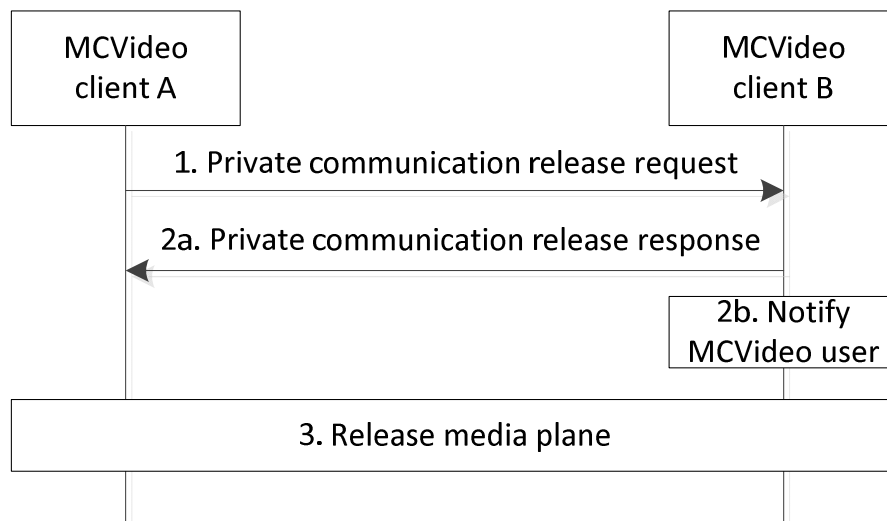 MCVideo
client A
MCVideo
client B
1. Private communication release request
2a. Private communication release response
2b. Notify
MCVideo user
3. Release media plane